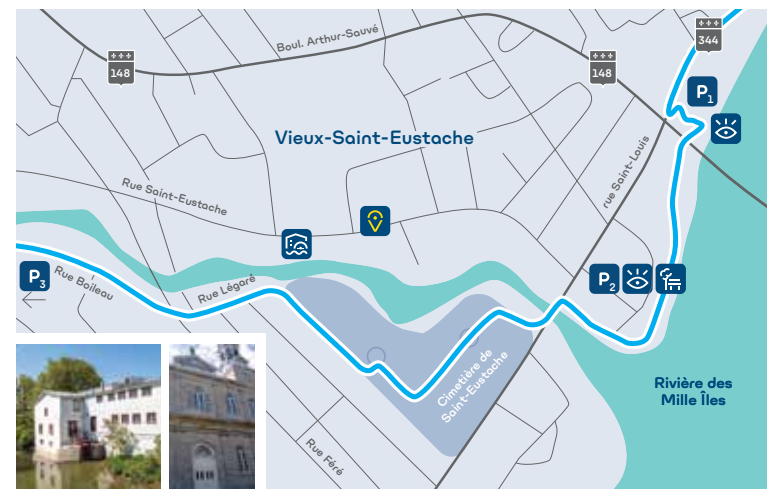 Boul. Arthur-Sauvé
344
148
148
P1
Vieux-Saint-Eustache
rue Saint-Louis
Rue Saint-Eustache
P3
Rue Boileau
Rue Légaré
P2
Cimetière de
Saint-Eustache
Rivière des
Mille Îles
Rue Féré